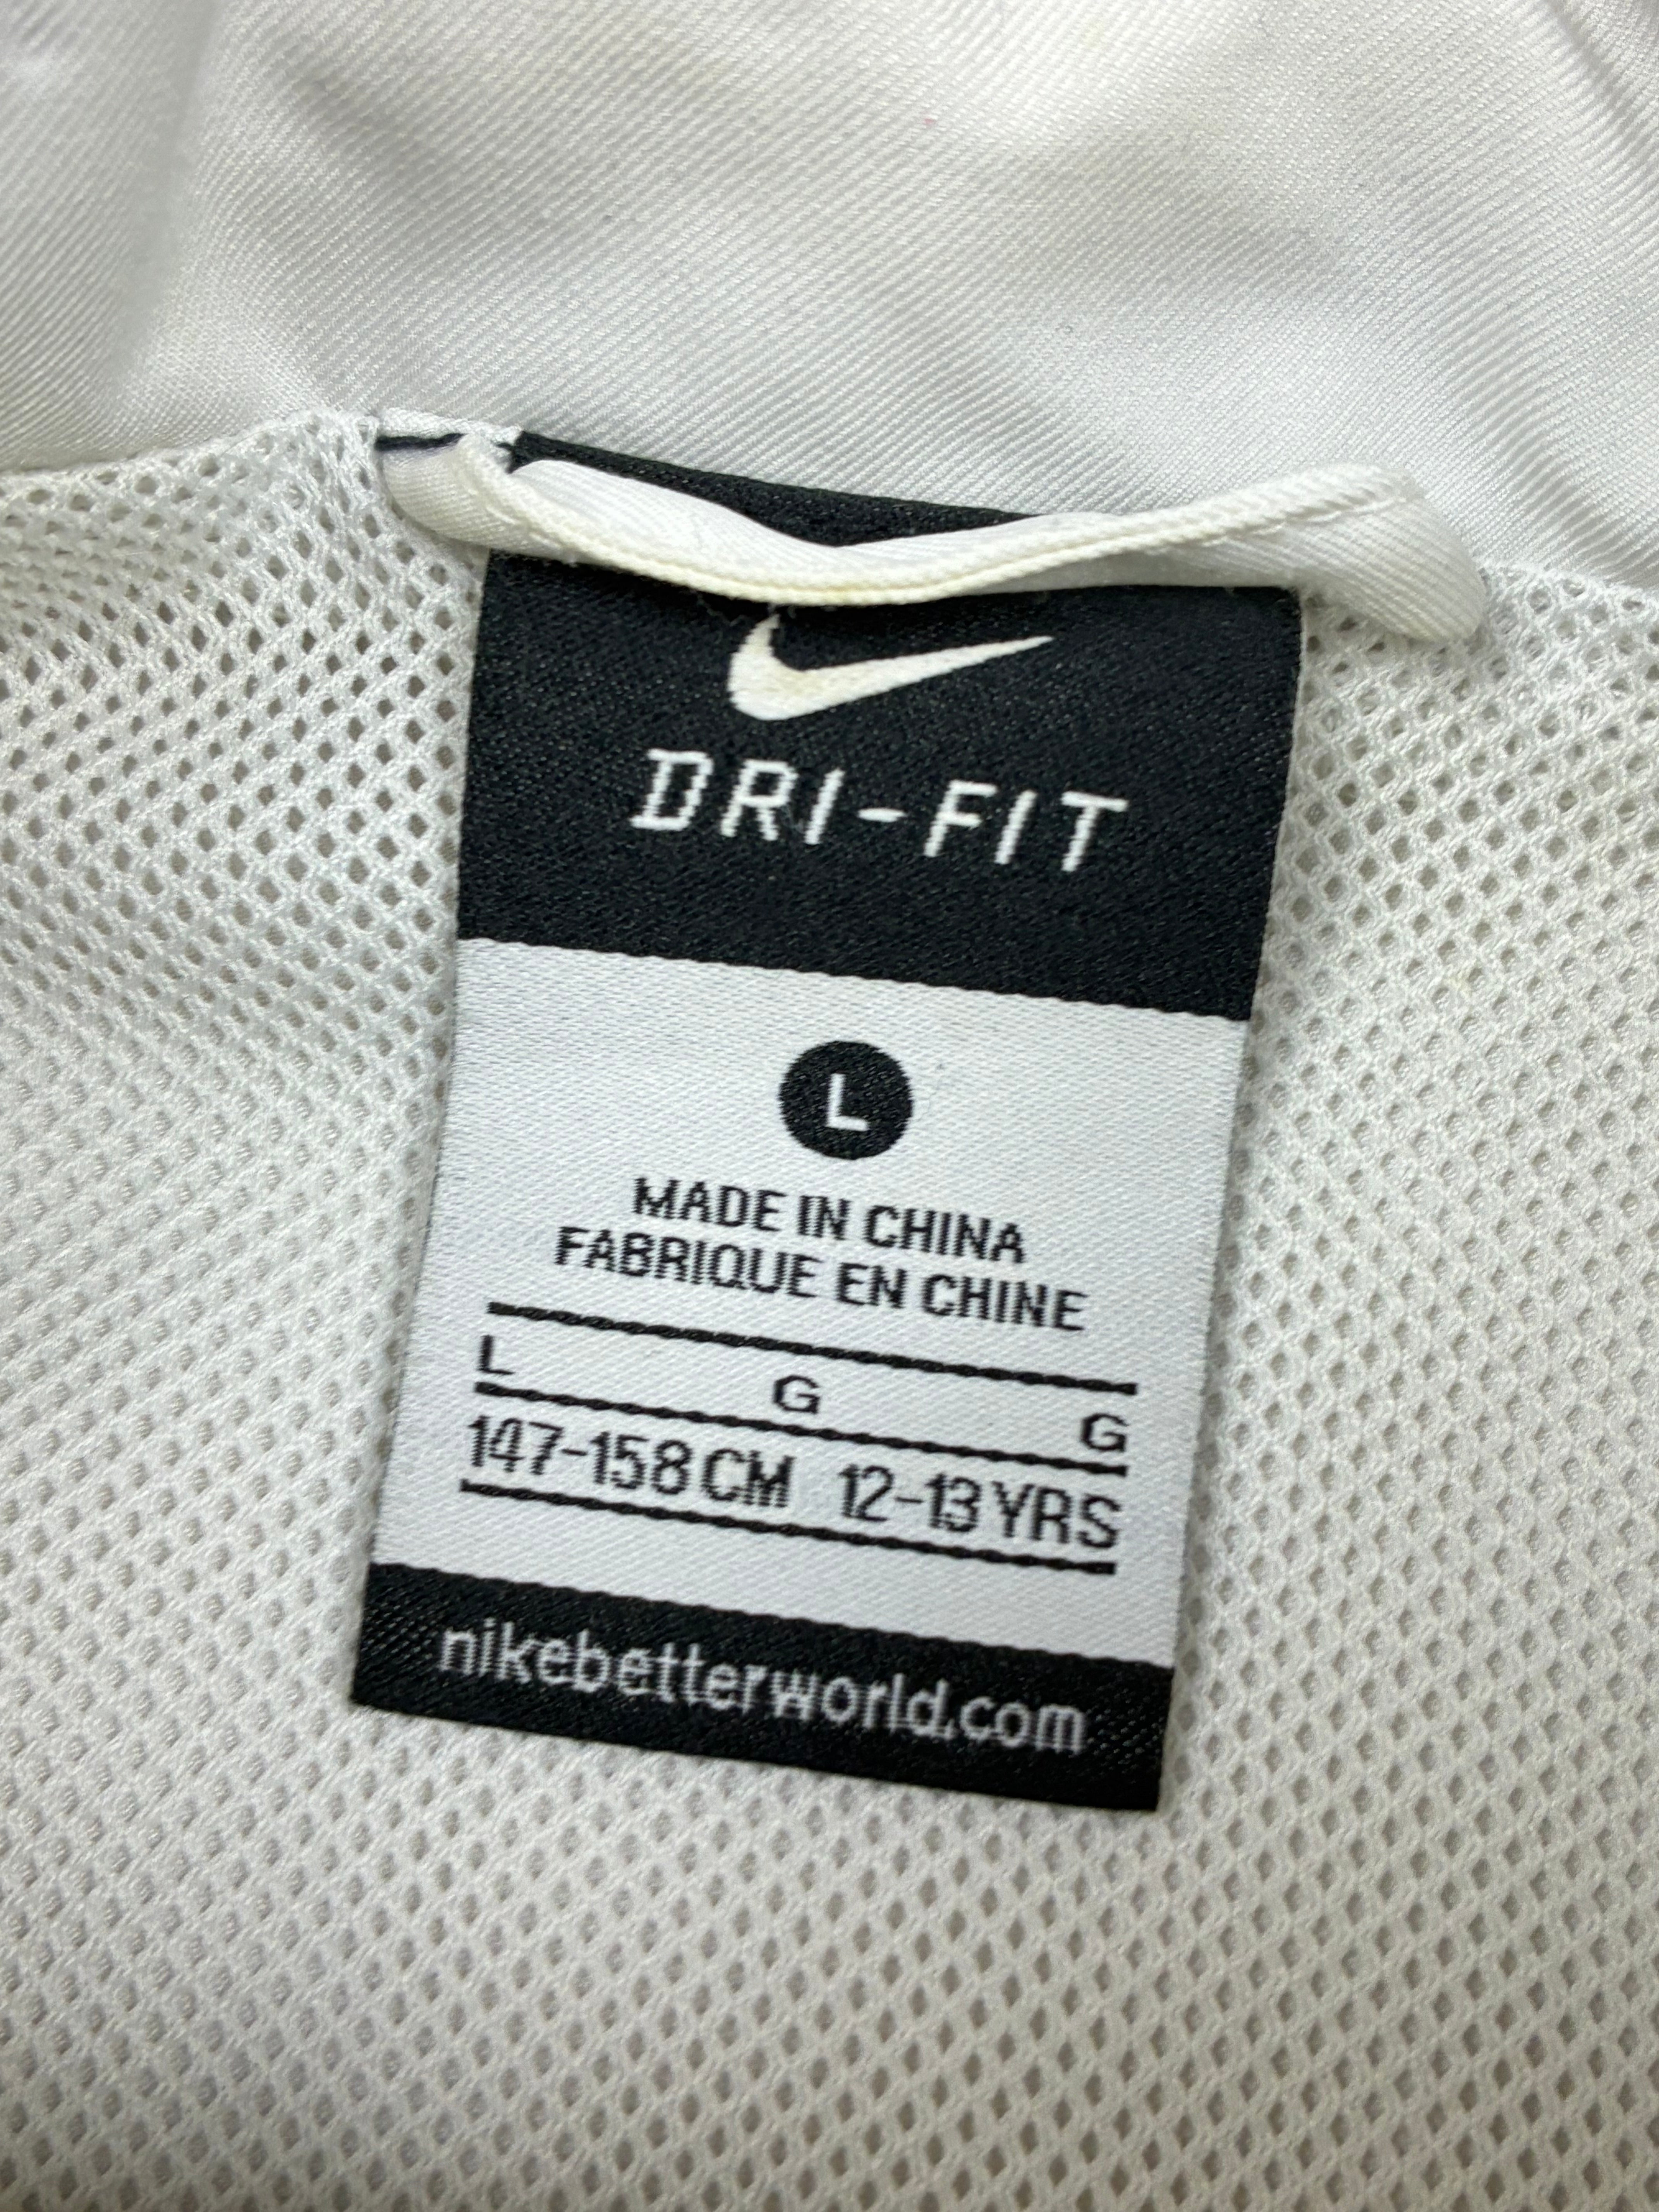 DRI-FIT
L
MADE IN CHINA
FABRIQUE EN CHINE
L G G
147-158 CM 12-13 YRS
nikebetterworld.com